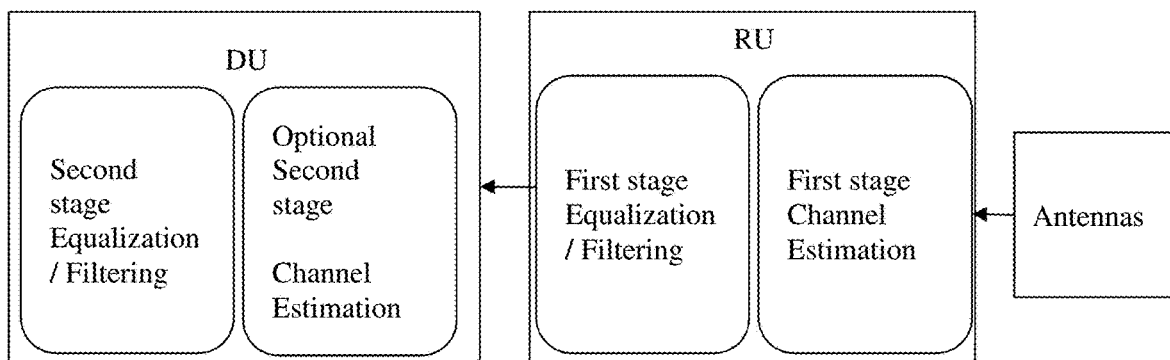 DU
Second
stage
Equalization
/ Filtering
Optional
Second
stage
Channel
Estimation
RU
First stage
Equalization
/ Filtering
First stage
Channel
Estimation
Antennas